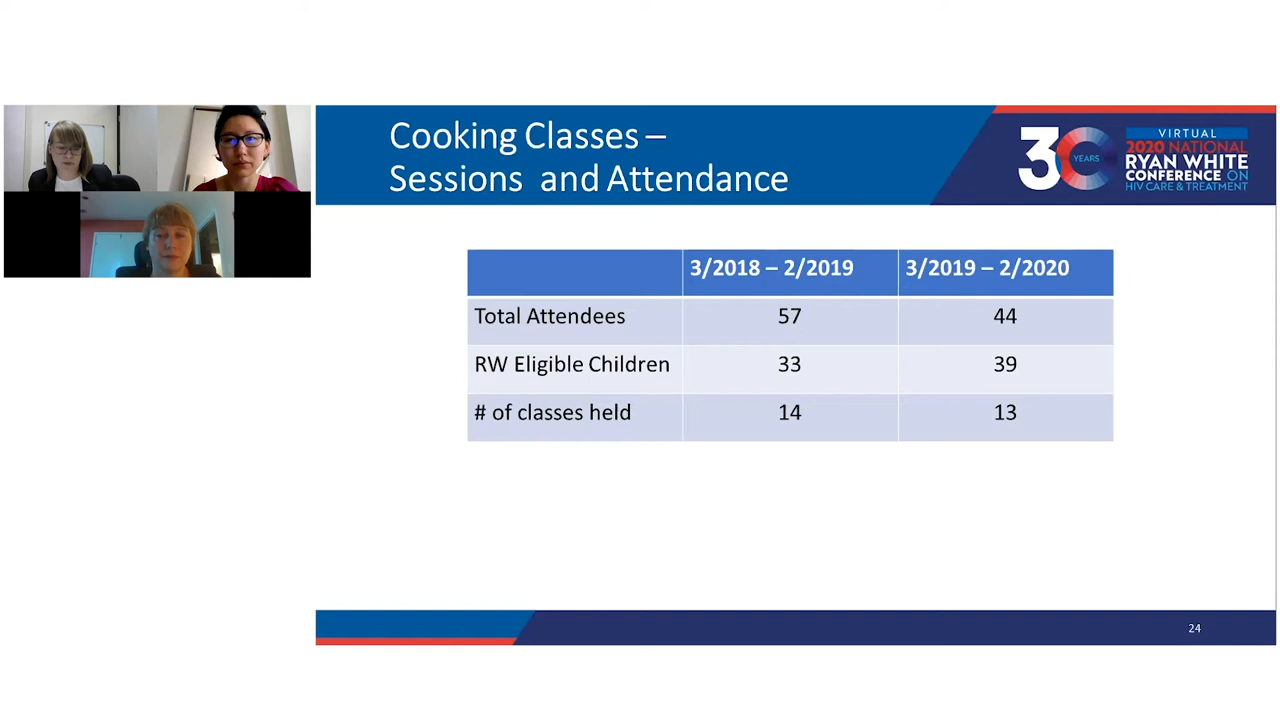 Cooking Classes –
Sessions and Attendance
30
YEARS
VIRTUAL
2020 NATIONAL
RYAN WHITE
CONFERENCE ON
HIV CARE & TREATMENT
3/2018 – 2/2019 3/2019 – 2/2020
Total Attendees 57 44
RW Eligible Children 33 39
# of classes held 14 13
24